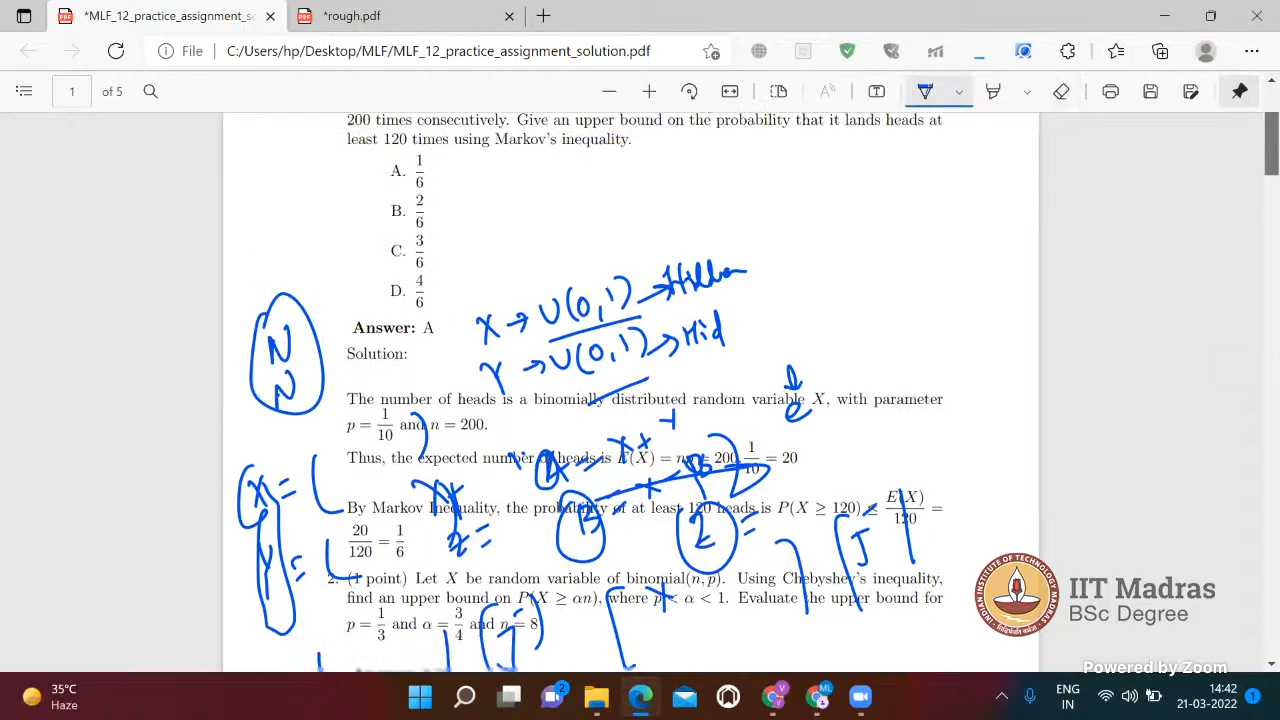 *MLF_12_practice_assignment_sol
*rough.pdf
File
C:/Users/hp/Desktop/MLF/MLF_12_practice_assignment_solution.pdf
1 of 5
200 times consecutively. Give an upper bound on the probability that it lands heads at
least 120 times using Markov's inequality.
A. 1/6
B. 2/6
C. 3/6
D. 4/6
Answer: A
Solution:
X → U(0,1) → Hidden
Y → U(0,1) → Mid
N
N
The number of heads is a binomially distributed random variable X, with parameter
p = 1/10 and n = 200.
Thus, the expected number of heads is E(X) = np = 200. 1/10 = 20
By Markov Inequality, the probability of at least 120 heads is P(X ≥ 120) ≤ E(X)/120 =
20/120 = 1/6
2. (1 point) Let X be random variable of binomial(n, p). Using Chebyshev's inequality,
find an upper bound on P(X ≥ αn), where p < α < 1. Evaluate the upper bound for
p = 1/3 and α = 3/4 and n = 8
IIT Madras
BSc Degree
Powered by Zoom
35°C
Haze
2
ENG
IN
14:42
21-03-2022
1